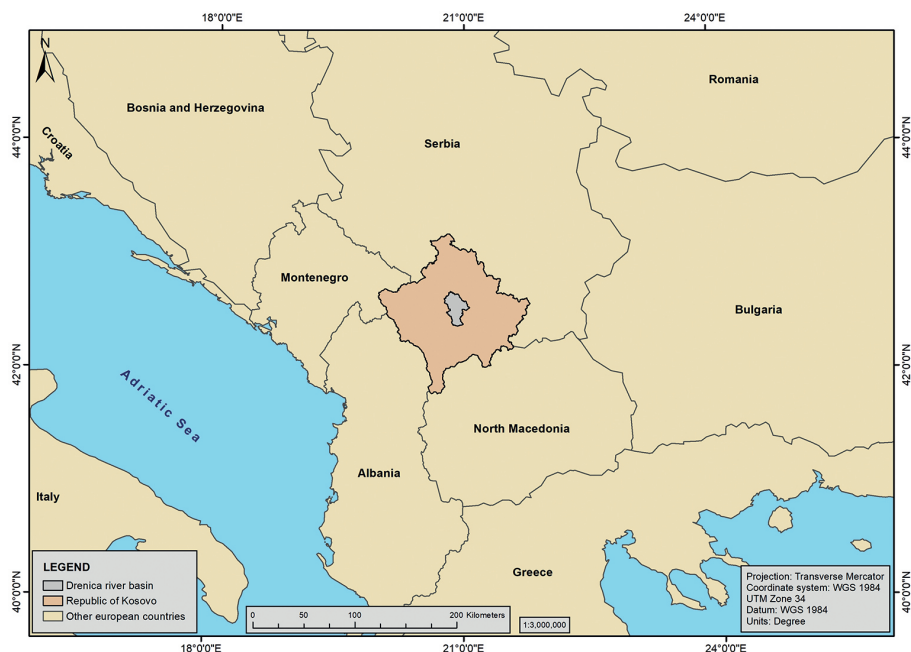 18°0'0"E
21°0'0"E
24°0'0"E
N
Romania
Bosnia and Herzegovina
44°0'0"N
44°0'0"N
Croatia
Serbia
Montenegro
Bulgaria
42°0'0"N
42°0'0"N
Adriatic Sea
North Macedonia
Albania
Italy
Greece
LEGEND
Drenica river basin
Republic of Kosovo
Other european countries
40°0'0"N
40°0'0"N
0 50 100 200 Kilometers
1:3,000,000
Projection: Transverse Mercator
Coordinate system: WGS 1984
UTM Zone 34
Datum: WGS 1984
Units: Degree
18°0'0"E
21°0'0"E
24°0'0"E